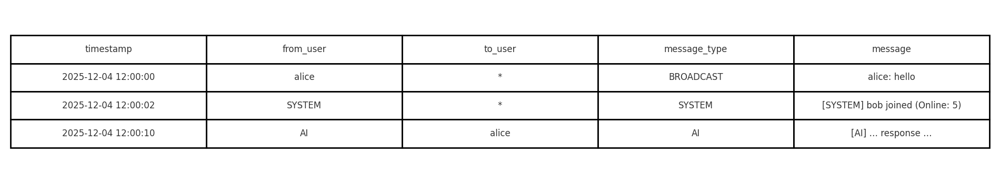 timestamp from_user to_user message_type message
2025-12-04 12:00:00 alice * BROADCAST alice: hello
2025-12-04 12:00:02 SYSTEM * SYSTEM [SYSTEM] bob joined (Online: 5)
2025-12-04 12:00:10 AI alice AI [AI] … response …